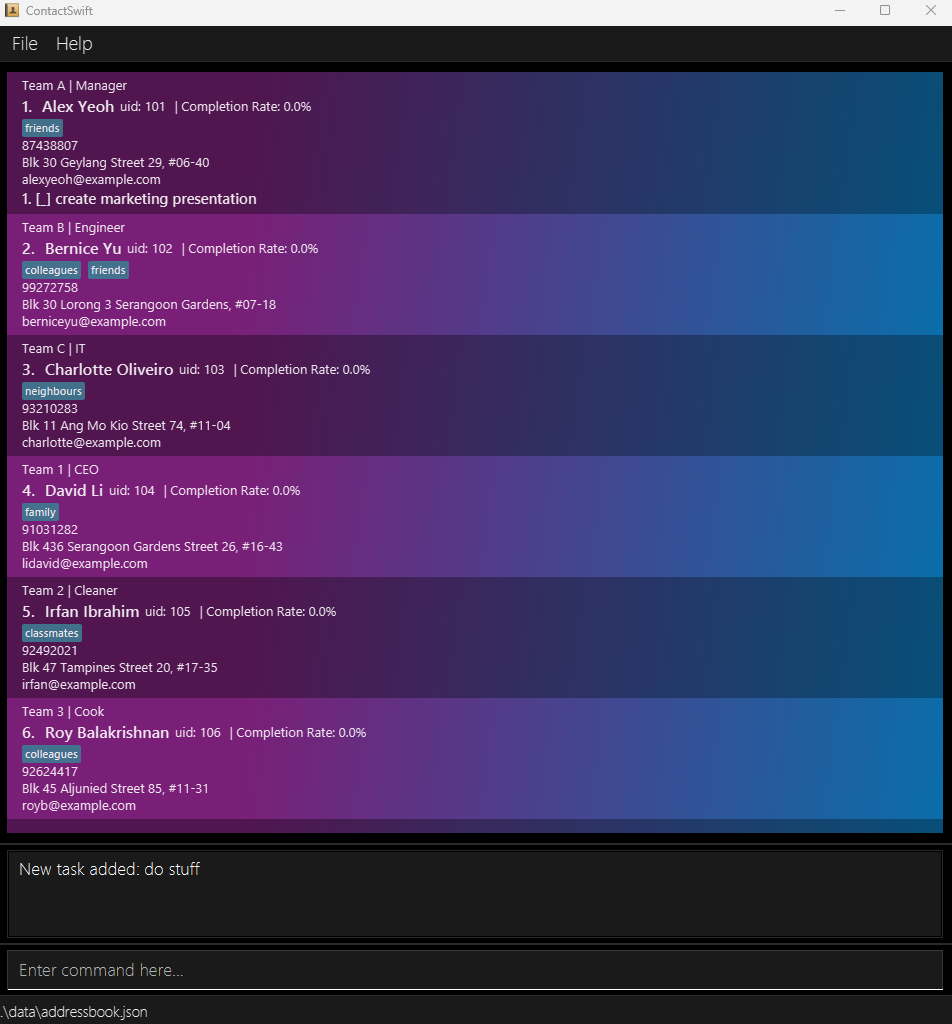 ContactSwift
File Help
Team A | Manager
1. Alex Yeoh uid: 101 | Completion Rate: 0.0%
friends
87438807
Blk 30 Geylang Street 29, #06-40
alexyeoh@example.com
1. [_] create marketing presentation
Team B | Engineer
2. Bernice Yu uid: 102 | Completion Rate: 0.0%
colleagues friends
99272758
Blk 30 Lorong 3 Serangoon Gardens, #07-18
berniceyu@example.com
Team C | IT
3. Charlotte Oliveiro uid: 103 | Completion Rate: 0.0%
neighbours
93210283
Blk 11 Ang Mo Kio Street 74, #11-04
charlotte@example.com
Team 1 | CEO
4. David Li uid: 104 | Completion Rate: 0.0%
family
91031282
Blk 436 Serangoon Gardens Street 26, #16-43
lidavid@example.com
Team 2 | Cleaner
5. Irfan Ibrahim uid: 105 | Completion Rate: 0.0%
classmates
92492021
Blk 47 Tampines Street 20, #17-35
irfan@example.com
Team 3 | Cook
6. Roy Balakrishnan uid: 106 | Completion Rate: 0.0%
colleagues
92624417
Blk 45 Aljunied Street 85, #11-31
royb@example.com
New task added: do stuff
Enter command here...
.\data\addressbook.json